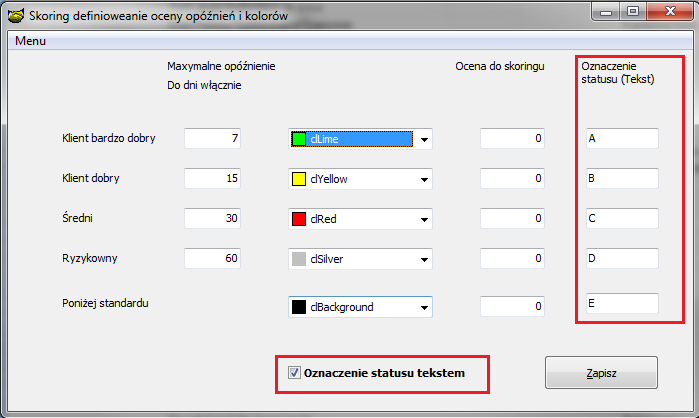 Skoring definioweanie oceny opóźnień i kolorów
Menu
Maxymalne opóźnienie Ocena do skoringu Oznaczenie
Do dni włącznie statusu (Tekst)
Klient bardzo dobry 7 clLime 0 A
Klient dobry 15 clYellow 0 B
Średni 30 clRed 0 C
Ryzykowny 60 clSilver 0 D
Poniżej standardu clBackground 0 E
Oznaczenie statusu tekstem Zapisz